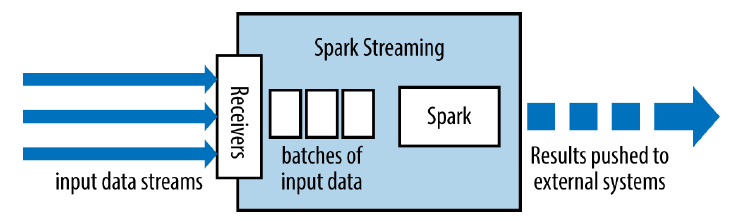 Spark Streaming
Receivers
Spark
batches of
input data
input data streams
Results pushed to
external systems